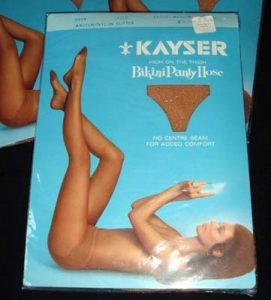 KAYSER
HIGH ON THE THIGH
Bikini Panty Hose
NO CENTRE SEAM
FOR ADDED COMFORT